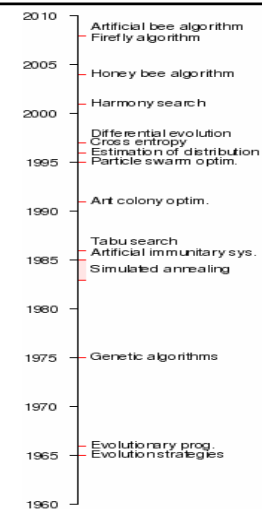 2010
Artificial bee algorithm
Firefly algorithm
2005
Honey bee algorithm
Harmony search
2000
Differential evolution
Cross entropy
Estimation of distribution
1995
Particle swarm optim.
Ant colony optim.
1990
Tabu search
Artificial immunitary sys.
1985
Simulated annealing
1980
Genetic algorithms
1975
1970
Evolutionary prog.
1965
Evolution strategies
1960